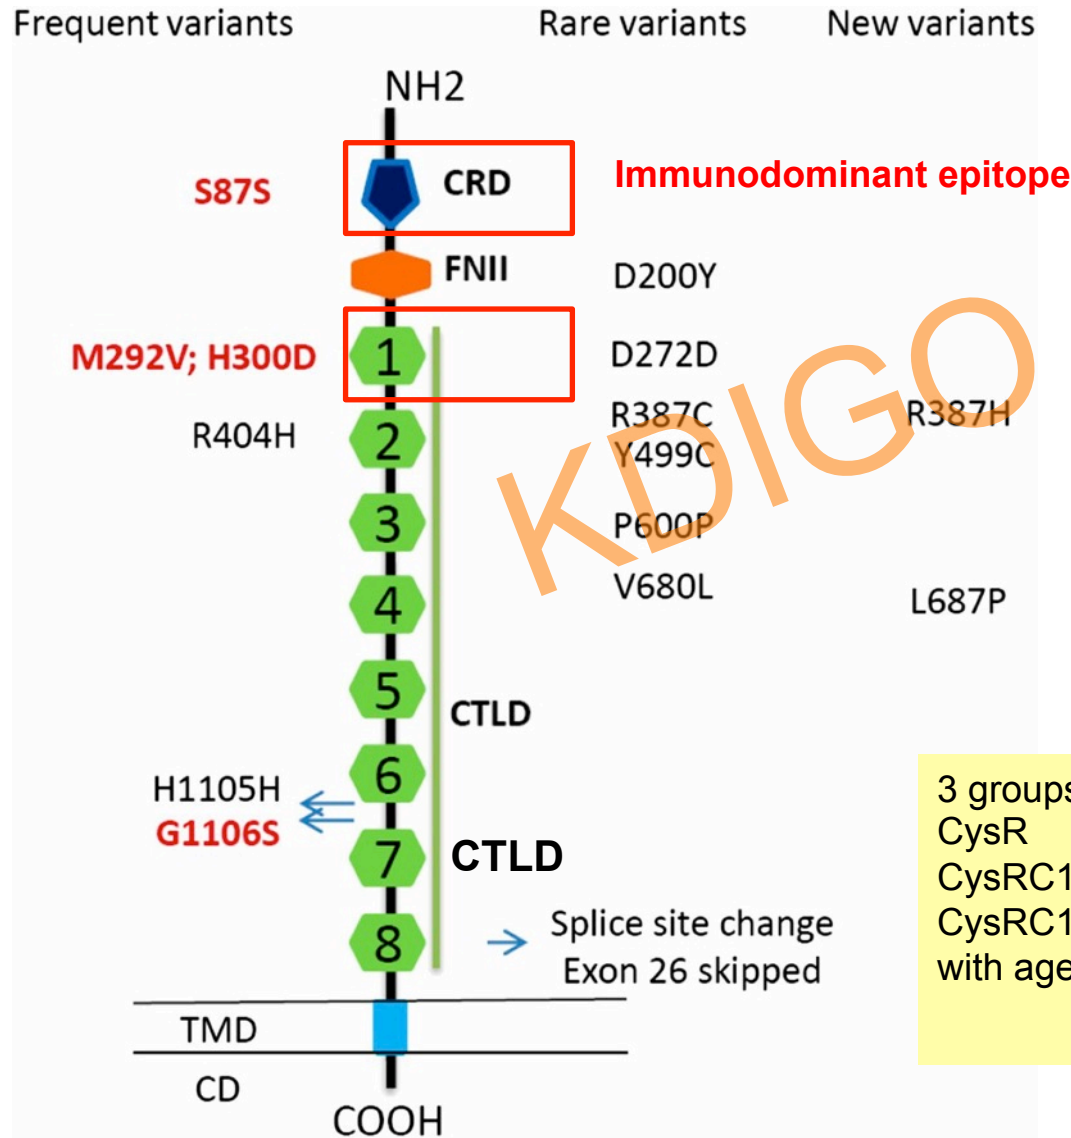 Frequent variants Rare variants New variants
NH2
S87S CRD Immunodominant epitope
FNII D200Y
M292V; H300D 1 D272D
R404H 2 R387C R387H
Y499C
3 P600P
4 V680L L687P
5
CTLD
6
H1105H
G1106S
7 CTLD
8 Splice site change
Exon 26 skipped
TMD
CD
COOH
KDIGO
3 groups
CysR
CysRC1
CysRC1
with age